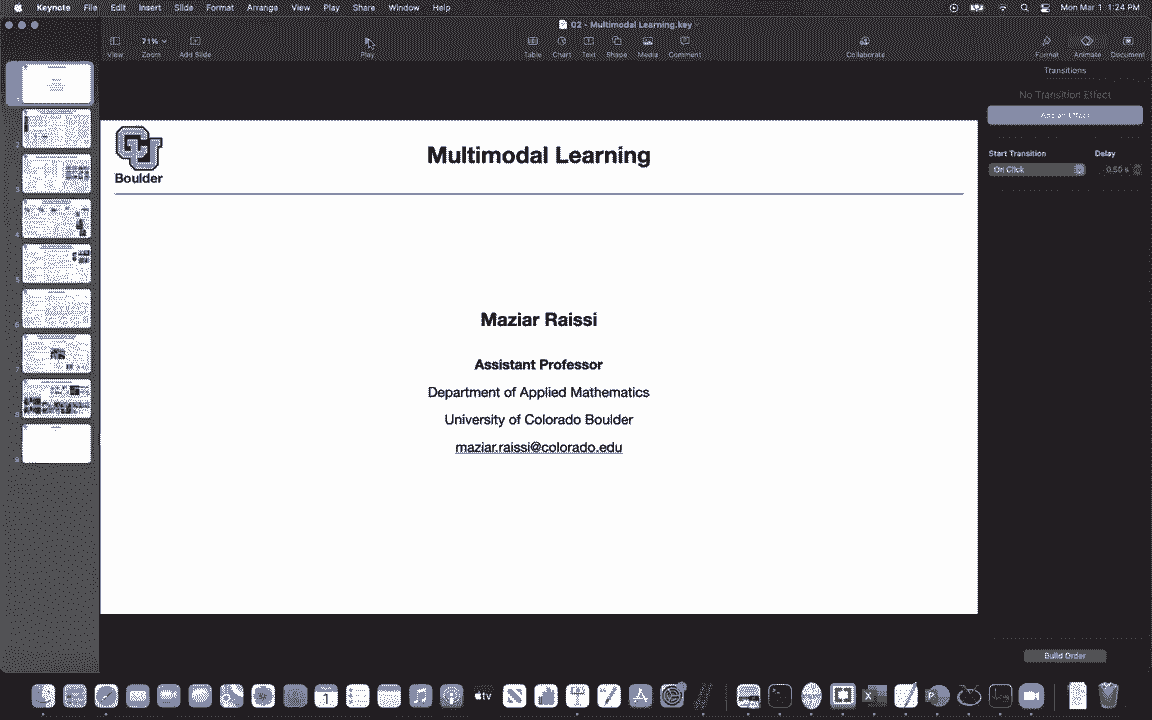 Keynote File Edit Insert Slide Format Arrange View Play Share Window Help Mon Mar 1 1:24 PM
02 - Multimodal Learning.key
71%
View Zoom Add Slide Play Table Chart Text Shape Media Comment Collaborate Format Animate Document
Transitions
No Transition Effect
Add an Effect
Start Transition Delay
On Click 0.50 s
Boulder
Multimodal Learning
Maziar Raissi
Assistant Professor
Department of Applied Mathematics
University of Colorado Boulder
maziar.raissi@colorado.edu
Build Order